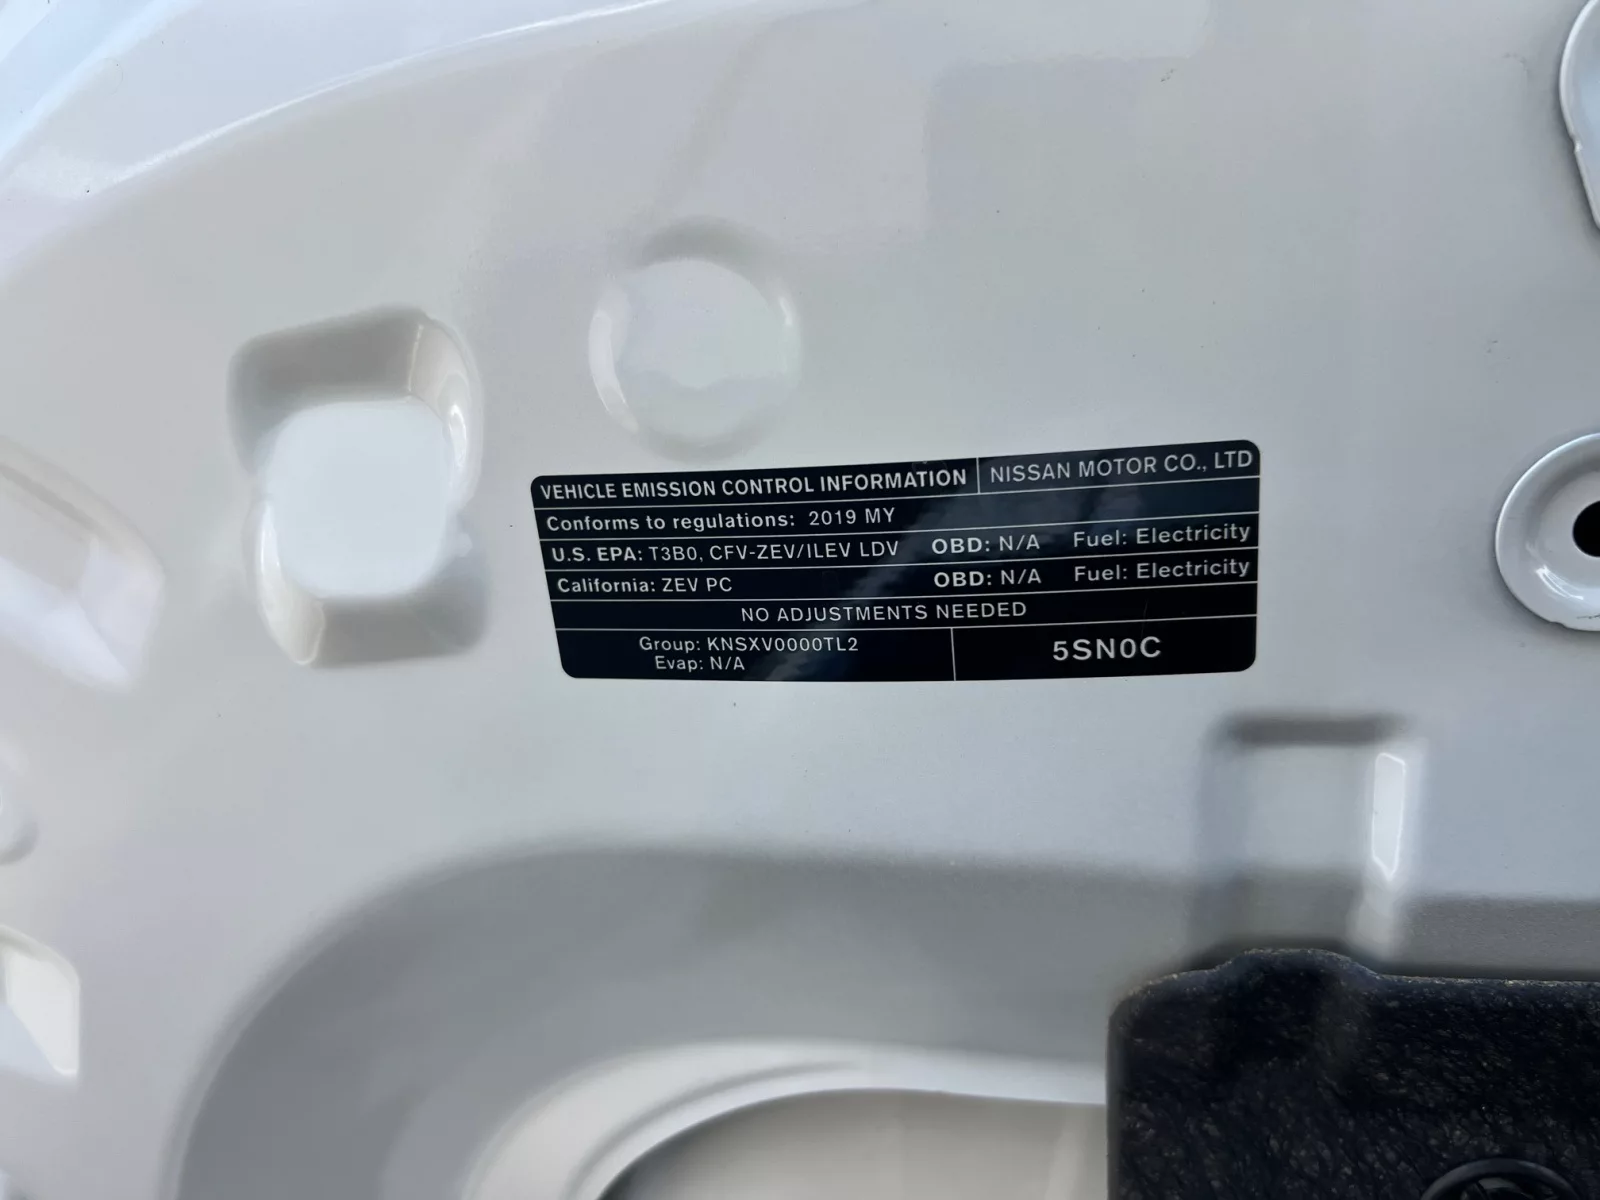 VEHICLE EMISSION CONTROL INFORMATION NISSAN MOTOR CO., LTD
Conforms to regulations: 2019 MY
U.S. EPA: T3B0, CFV-ZEV/ILEV LDV OBD: N/A Fuel: Electricity
California: ZEV PC OBD: N/A Fuel: Electricity
NO ADJUSTMENTS NEEDED
Group: KNSXV0000TL2
Evap: N/A
5SN0C